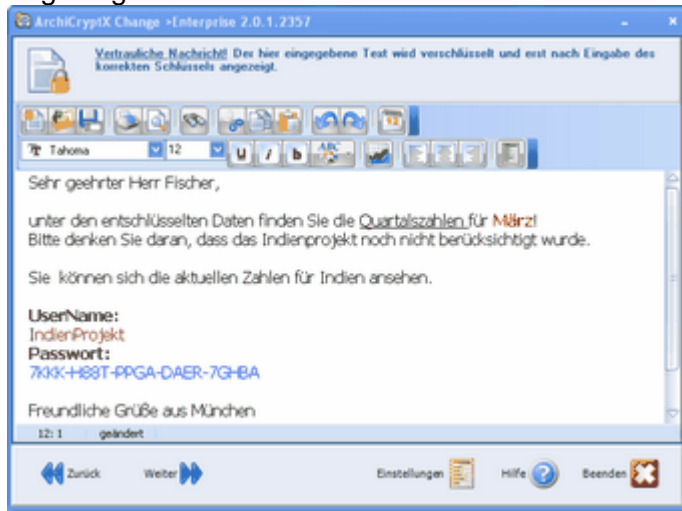 ArchiCryptX Change >Enterprise 2.0.1.2357
Vertrauliche Nachricht! Der hier eingegebene Text wird verschlüsselt und erst nach Eingabe des
korrekten Schlüssels angezeigt.
Tahoma 12 U I b ABC
Sehr geehrter Herr Fischer,
unter den entschlüsselten Daten finden Sie die Quartalszahlen für März!
Bitte denken Sie daran, dass das Indienprojekt noch nicht berücksichtigt wurde.
Sie können sich die aktuellen Zahlen für Indien ansehen.
UserName:
IndienProjekt
Passwort:
7KKK-H88T-PPGA-DAER-7GHBA
Freundliche Grüße aus München
12: 1 geändert
Zurück Weiter Einstellungen Hilfe Beenden